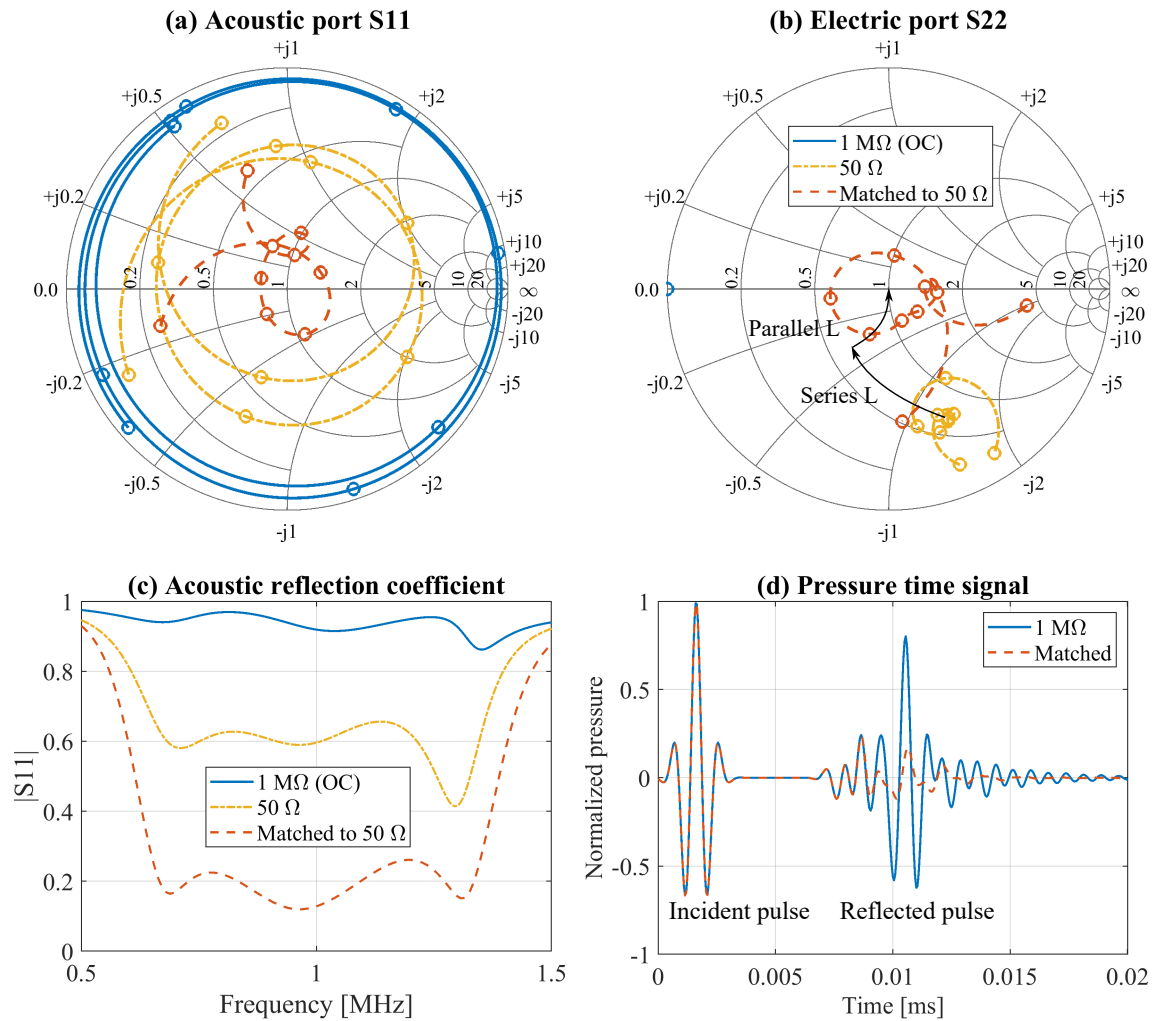 (a) Acoustic port S11
+j1
+j0.5
+j2
+j0.2
+j5
+j10
+j20
0.0
0.2
0.5
1
2
5
10
20
∞
-j20
-j10
-j0.2
-j5
-j0.5
-j2
-j1
(b) Electric port S22
+j1
+j0.5
+j2
1 MΩ (OC)
50 Ω
Matched to 50 Ω
+j0.2
+j5
+j10
+j20
0.0
0.2
0.5
1
2
5
10
20
∞
-j20
-j10
Parallel L
-j0.2
-j5
Series L
-j0.5
-j2
-j1
(c) Acoustic reflection coefficient
1
0.8
0.6
0.4
0.2
0
|S11|
1 MΩ (OC)
50 Ω
Matched to 50 Ω
0.5
1
1.5
Frequency [MHz]
(d) Pressure time signal
1
0.5
0
-0.5
-1
Normalized pressure
1 MΩ
Matched
Incident pulse
Reflected pulse
0
0.005
0.01
0.015
0.02
Time [ms]